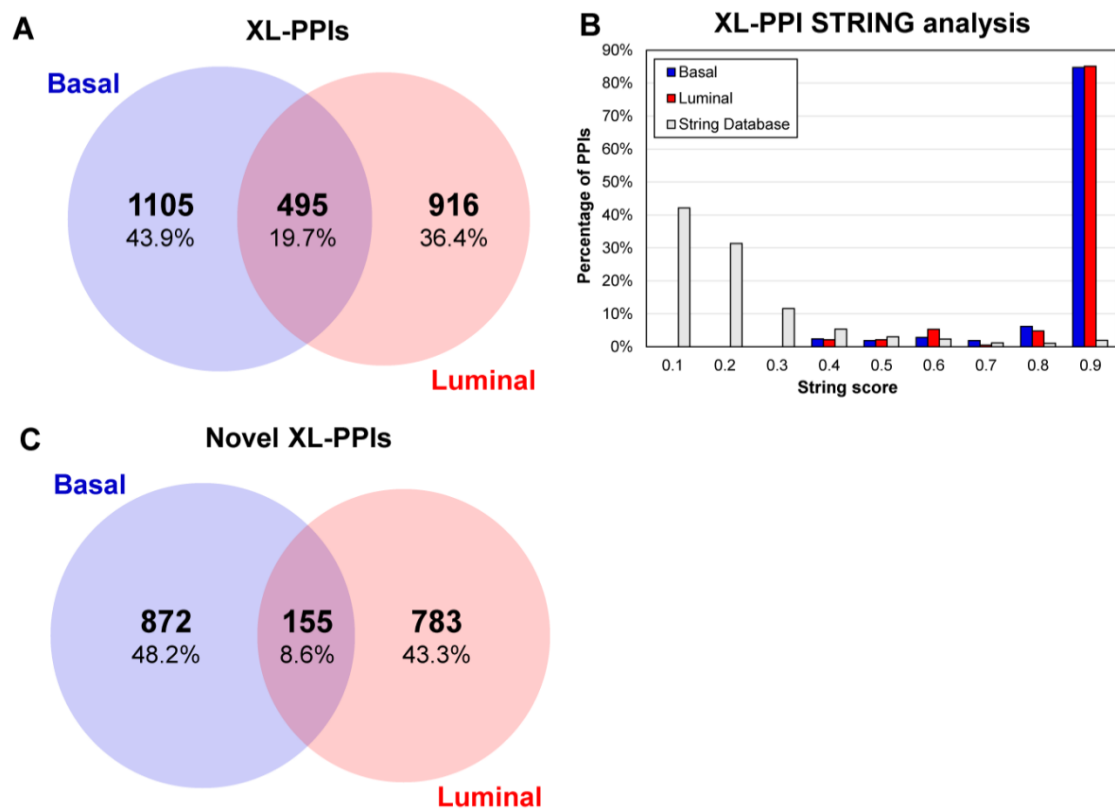 A
XL-PPIs
Basal
1105
43.9%
495
19.7%
916
36.4%
Luminal
B
XL-PPI STRING analysis
Percentage of PPIs
90%
80%
70%
60%
50%
40%
30%
20%
10%
0%
Basal
Luminal
String Database
0.1 0.2 0.3 0.4 0.5 0.6 0.7 0.8 0.9
String score
C
Novel XL-PPIs
Basal
872
48.2%
155
8.6%
783
43.3%
Luminal